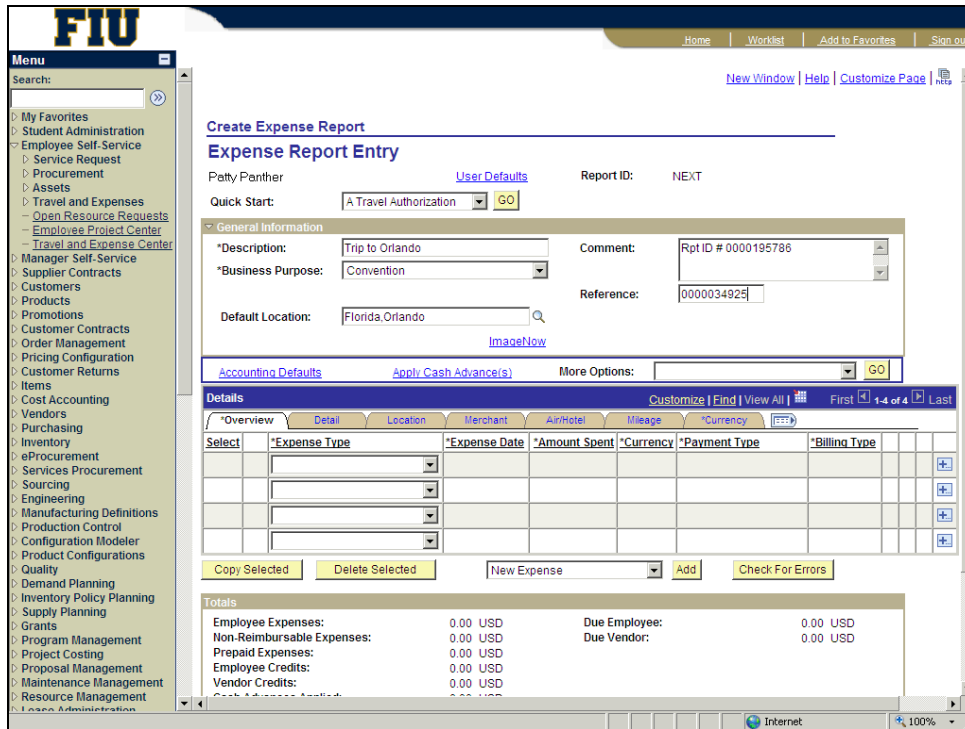 FIU
Home | Worklist | Add to Favorites | Sign ou
Menu
Search:
New Window | Help | Customize Page | http
My Favorites
Student Administration
Employee Self-Service
Service Request
Procurement
Assets
Travel and Expenses
Open Resource Requests
Employee Project Center
Travel and Expense Center
Manager Self-Service
Supplier Contracts
Customers
Products
Promotions
Customer Contracts
Order Management
Pricing Configuration
Customer Returns
Items
Cost Accounting
Vendors
Purchasing
Inventory
eProcurement
Services Procurement
Sourcing
Engineering
Manufacturing Definitions
Production Control
Configuration Modeler
Product Configurations
Quality
Demand Planning
Inventory Policy Planning
Supply Planning
Grants
Program Management
Project Costing
Proposal Management
Maintenance Management
Resource Management
Lease Administration
Create Expense Report
Expense Report Entry
Patty Panther User Defaults Report ID: NEXT
Quick Start: A Travel Authorization GO
General Information
*Description: Trip to Orlando Comment: Rpt ID # 0000195786
*Business Purpose: Convention
Reference: 0000034925
Default Location: Florida,Orlando
ImageNow
Accounting Defaults Apply Cash Advance(s) More Options: GO
Details Customize | Find | View All | First 1-4 of 4 Last
*Overview Detail Location Merchant Air/Hotel Mileage *Currency
Select *Expense Type *Expense Date *Amount Spent *Currency *Payment Type *Billing Type
Copy Selected Delete Selected New Expense Add Check For Errors
Totals
Employee Expenses: 0.00 USD Due Employee: 0.00 USD
Non-Reimbursable Expenses: 0.00 USD Due Vendor: 0.00 USD
Prepaid Expenses: 0.00 USD
Employee Credits: 0.00 USD
Vendor Credits: 0.00 USD
Cash Advances Applied: 0.00 USD
Internet 100%